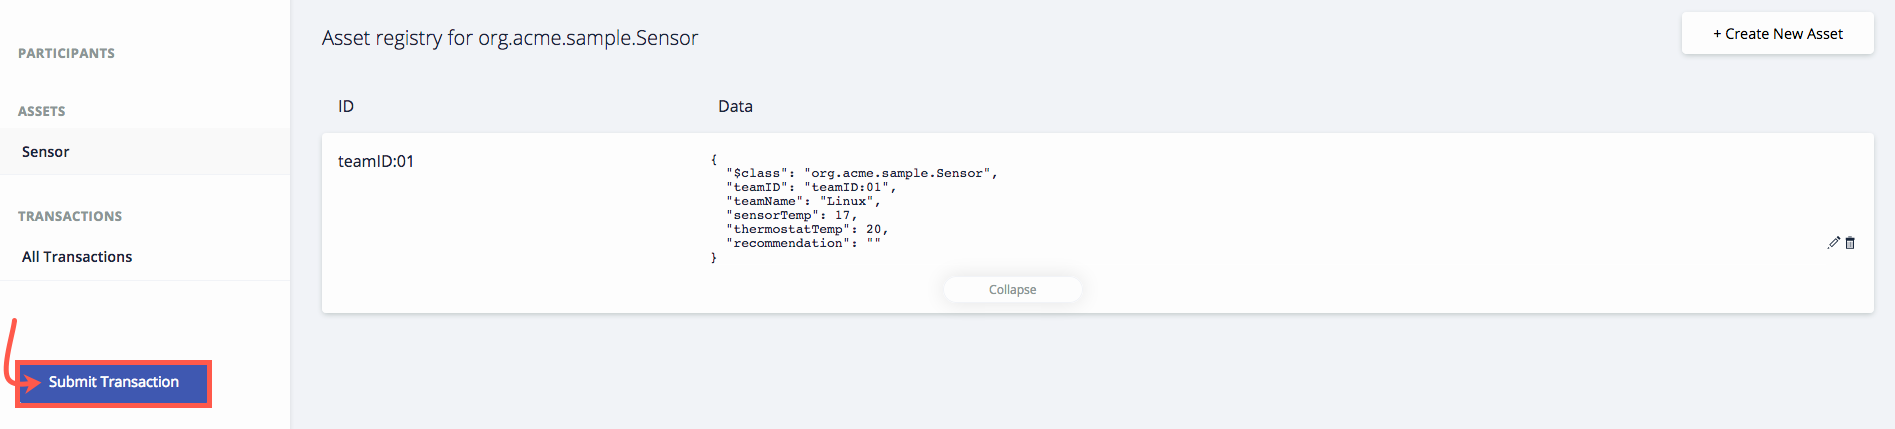 PARTICIPANTS
ASSETS
Sensor
TRANSACTIONS
All Transactions
Submit Transaction
Asset registry for org.acme.sample.Sensor
+ Create New Asset
ID Data
teamID:01
{
"$class": "org.acme.sample.Sensor",
"teamID": "teamID:01",
"teamName": "Linux",
"sensorTemp": 17,
"thermostatTemp": 20,
"recommendation": ""
}
Collapse